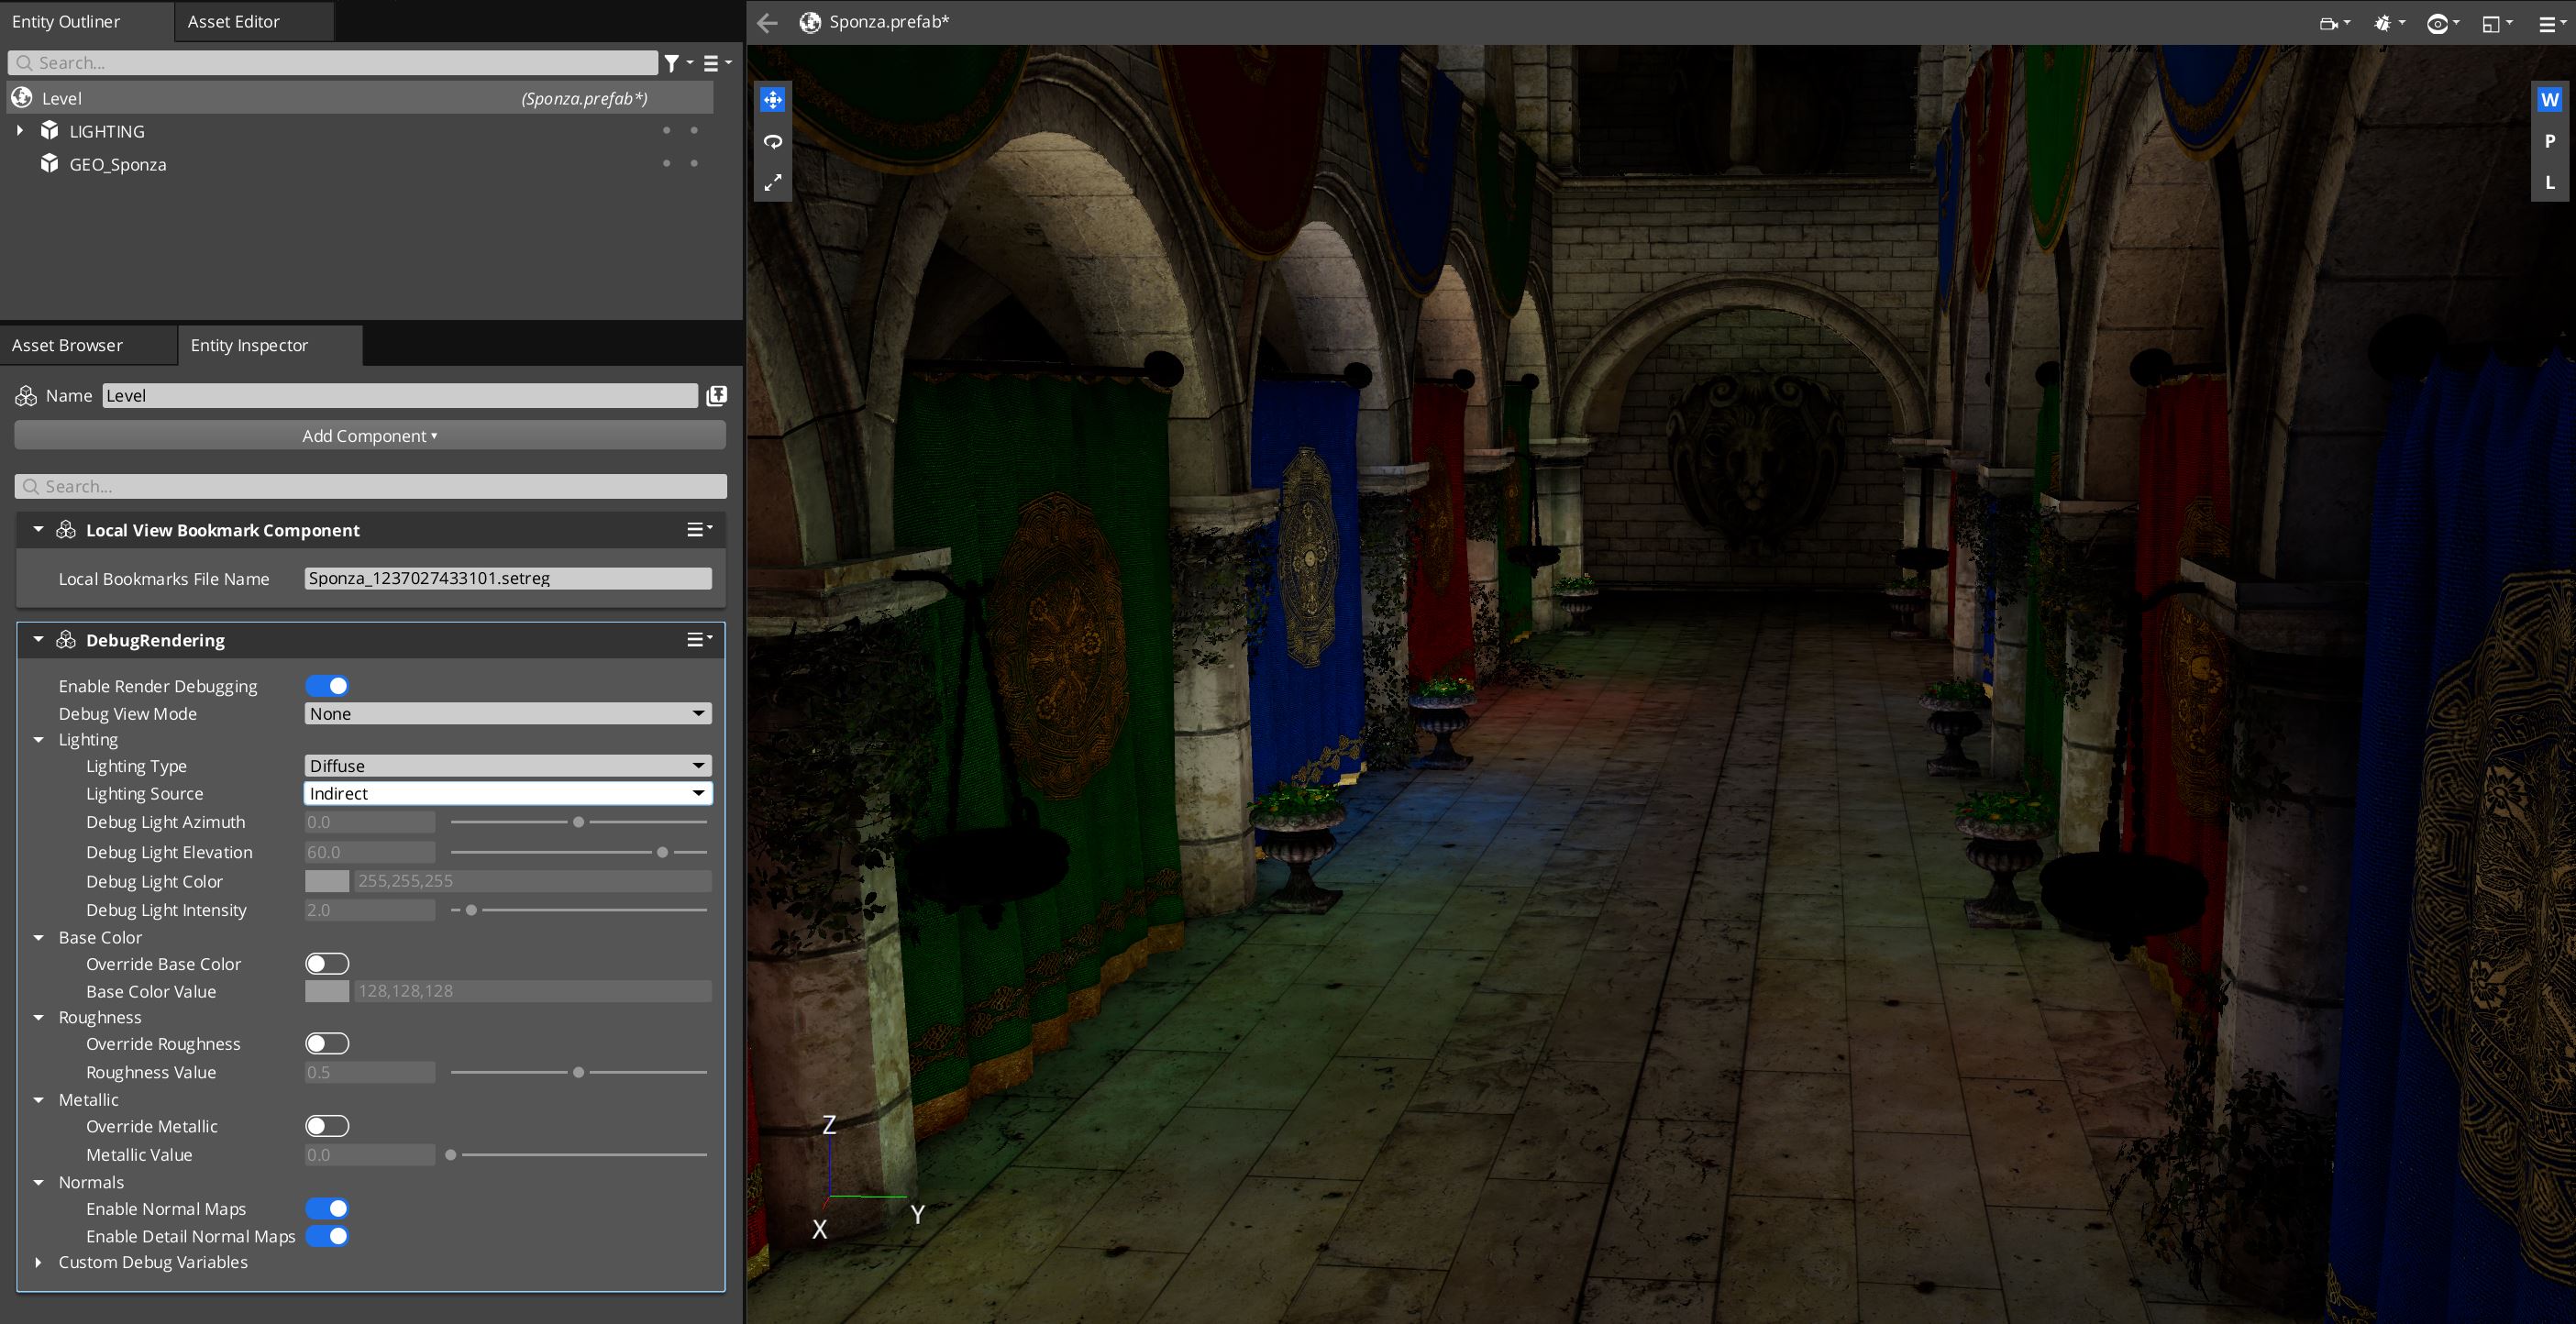 Entity Outliner
Asset Editor
Search...
Level
(Sponza.prefab*)
LIGHTING
GEO_Sponza
Asset Browser
Entity Inspector
Name
Level
Add Component
Search...
Local View Bookmark Component
Local Bookmarks File Name
Sponza_1237027433101.setreg
DebugRendering
Enable Render Debugging
Debug View Mode
None
Lighting
Lighting Type
Diffuse
Lighting Source
Indirect
Debug Light Azimuth
0.0
Debug Light Elevation
60.0
Debug Light Color
255,255,255
Debug Light Intensity
2.0
Base Color
Override Base Color
Base Color Value
128,128,128
Roughness
Override Roughness
Roughness Value
0.5
Metallic
Override Metallic
Metallic Value
0.0
Normals
Enable Normal Maps
Enable Detail Normal Maps
Custom Debug Variables
Sponza.prefab*
W
P
L
Z
Y
X